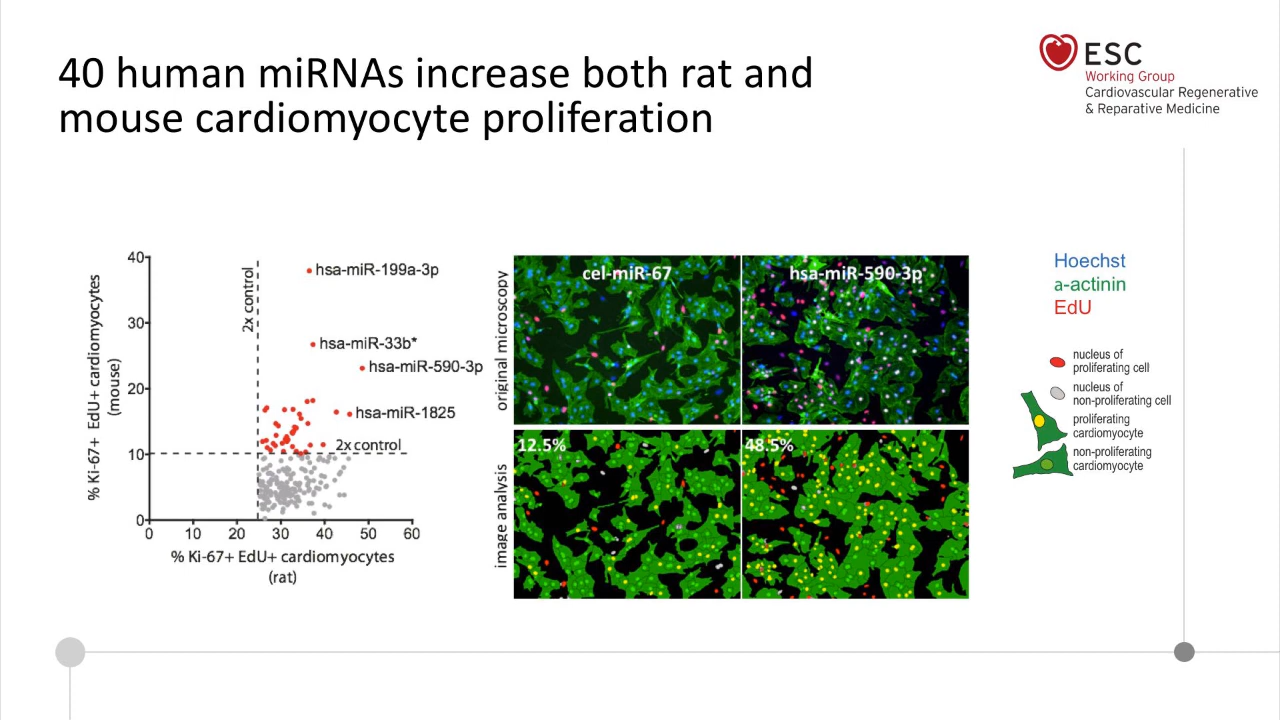 40 human miRNAs increase both rat and
mouse cardiomyocyte proliferation
ESC
Working Group
Cardiovascular Regenerative
& Reparative Medicine
% Ki-67+ EdU+ cardiomyocytes
(mouse)
40
30
20
10
0
2x control
hsa-miR-199a-3p
hsa-miR-33b*
hsa-miR-590-3p
hsa-miR-1825
2x control
0 10 20 30 40 50 60
% Ki-67+ EdU+ cardiomyocytes
(rat)
original microscopy
image analysis
cel-miR-67
hsa-miR-590-3p
12.5%
48.5%
Hoechst
a-actinin
EdU
nucleus of
proliferating cell
nucleus of
non-proliferating cell
proliferating
cardiomyocyte
non-proliferating
cardiomyocyte